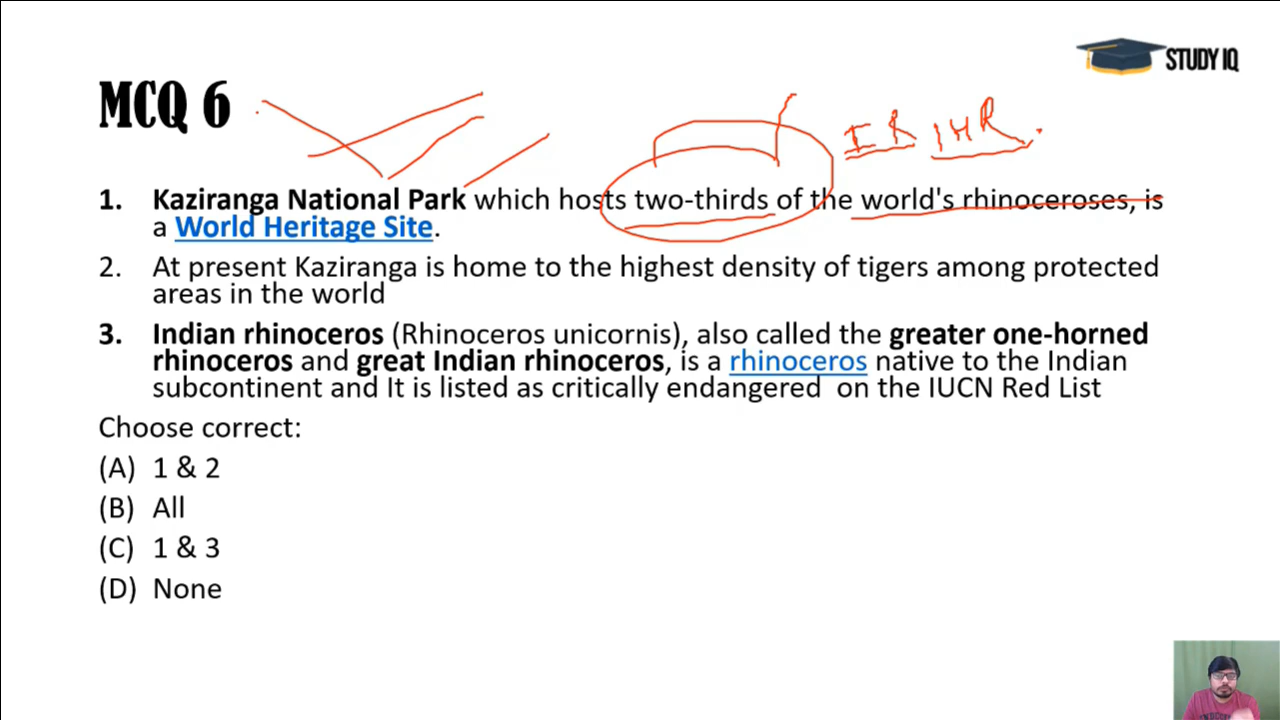 STUDY IQ
MCQ 6
I R 1HR.
1. Kaziranga National Park which hosts two-thirds of the world's rhinoceroses, is
a World Heritage Site.
2. At present Kaziranga is home to the highest density of tigers among protected
areas in the world
3. Indian rhinoceros (Rhinoceros unicornis), also called the greater one-horned
rhinoceros and great Indian rhinoceros, is a rhinoceros native to the Indian
subcontinent and It is listed as critically endangered on the IUCN Red List
Choose correct:
(A) 1 & 2
(B) All
(C) 1 & 3
(D) None